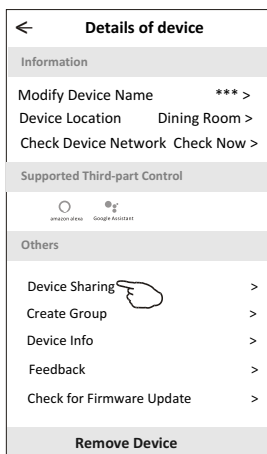 ← Details of device
Information
Modify Device Name *** >
Device Location Dining Room >
Check Device Network Check Now >
Supported Third-part Control
amazon alexa Google Assistant
Others
Device Sharing >
Create Group >
Device Info >
Feedback >
Check for Firmware Update >
Remove Device